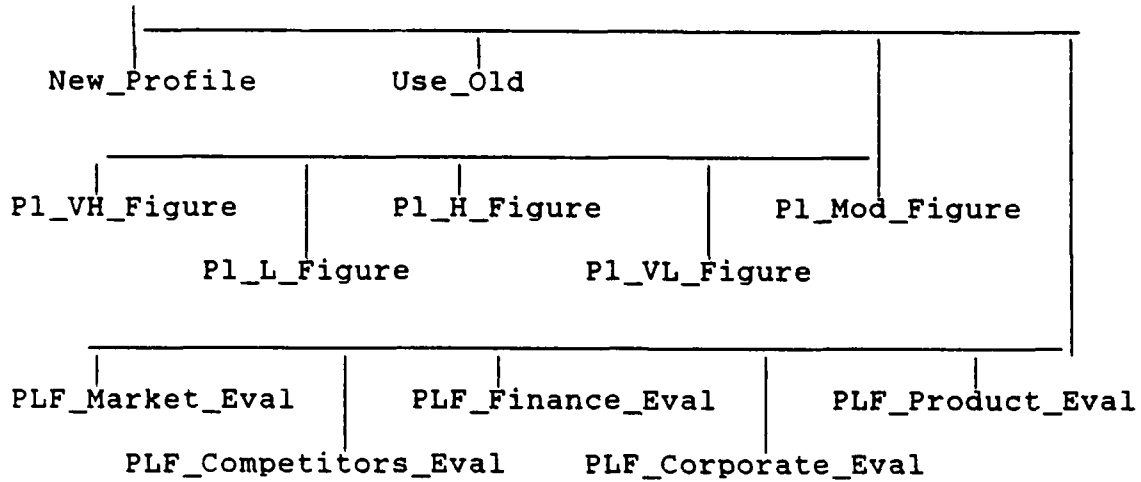 New_Profile Use_Old
Pl_VH_Figure Pl_H_Figure Pl_Mod_Figure
Pl_L_Figure Pl_VL_Figure
PLF_Market_Eval PLF_Finance_Eval PLF_Product_Eval
PLF_Competitors_Eval PLF_Corporate_Eval